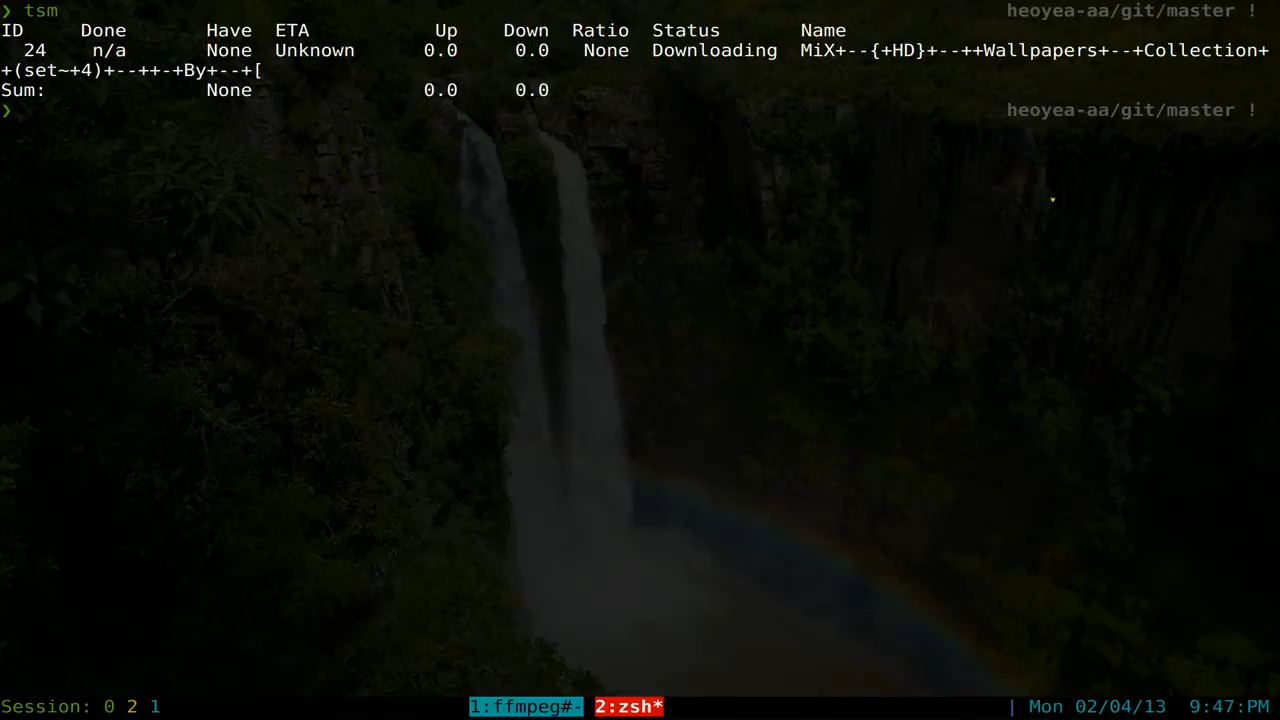 ❯ tsm heoyea-aa/git/master !
ID Done Have ETA Up Down Ratio Status Name
24 n/a None Unknown 0.0 0.0 None Downloading MiX+--{+HD}+--++Wallpapers+--+Collection+
+(set~+4)+--++-+By+--+[
Sum: None 0.0 0.0
❯ heoyea-aa/git/master !
Session: 0 2 1 1:ffmpeg#- 2:zsh* | Mon 02/04/13 9:47:PM